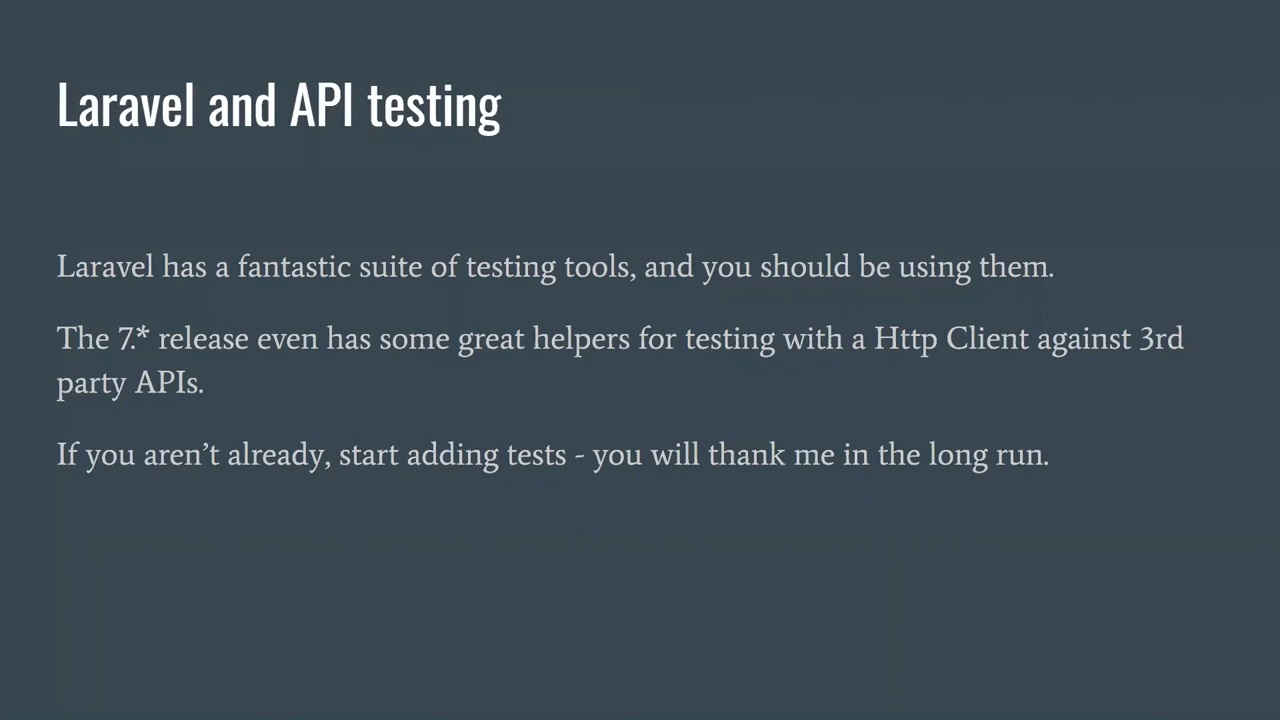 Laravel and API testing
Laravel has a fantastic suite of testing tools, and you should be using them.
The 7.* release even has some great helpers for testing with a Http Client against 3rd
party APIs.
If you aren’t already, start adding tests - you will thank me in the long run.